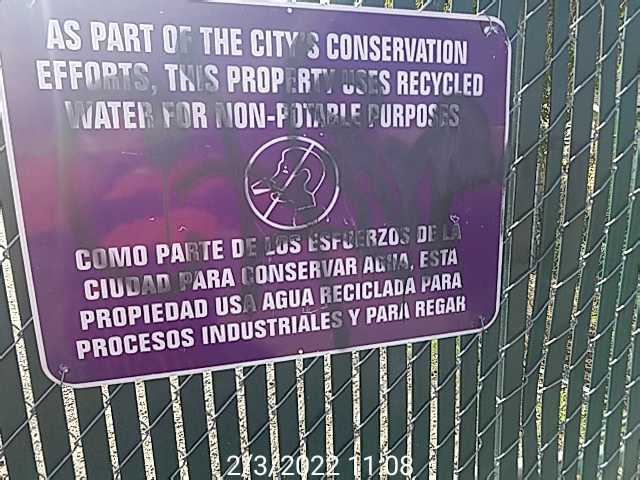 AS PART OF THE CITY'S CONSERVATION
EFFORTS, THIS PROPERTY USES RECYCLED
WATER FOR NON-POTABLE PURPOSES
COMO PARTE DE LOS ESFUERZOS DE LA
CIUDAD PARA CONSERVAR AGUA, ESTA
PROPIEDAD USA AGUA RECICLADA PARA
PROCESOS INDUSTRIALES Y PARA REGAR
2/3/2022 11:08